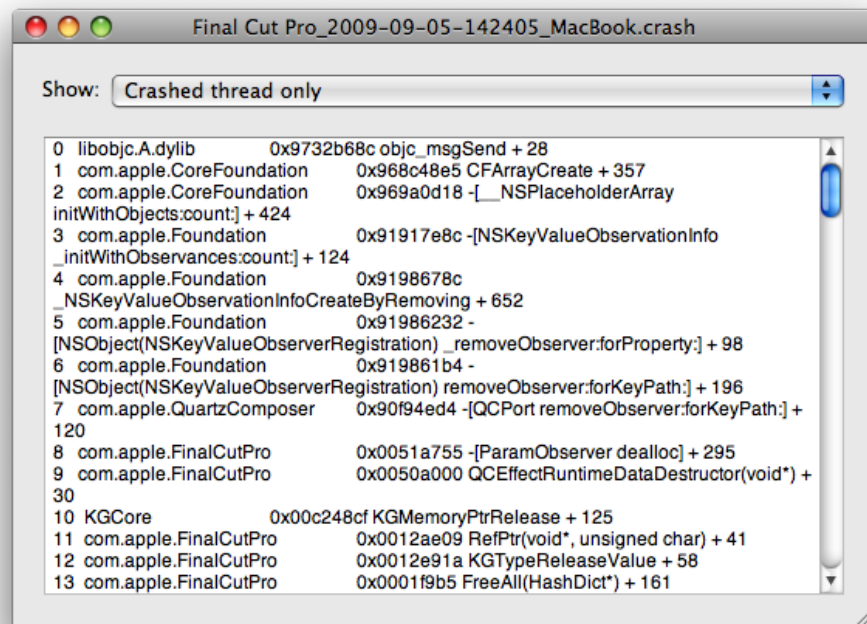 Final Cut Pro_2009-09-05-142405_MacBook.crash
Show: Crashed thread only
0 libobjc.A.dylib 0x9732b68c objc_msgSend + 28
1 com.apple.CoreFoundation 0x968c48e5 CFArrayCreate + 357
2 com.apple.CoreFoundation 0x969a0d18 -[__NSPlaceholderArray
initWithObjects:count:] + 424
3 com.apple.Foundation 0x91917e8c -[NSKeyValueObservationInfo
_initWithObservances:count:] + 124
4 com.apple.Foundation 0x9198678c
_NSKeyValueObservationInfoCreateByRemoving + 652
5 com.apple.Foundation 0x91986232 -
[NSObject(NSKeyValueObserverRegistration) _removeObserver:forProperty:] + 98
6 com.apple.Foundation 0x919861b4 -
[NSObject(NSKeyValueObserverRegistration) removeObserver:forKeyPath:] + 196
7 com.apple.QuartzComposer 0x90f94ed4 -[QCPort removeObserver:forKeyPath:] +
120
8 com.apple.FinalCutPro 0x0051a755 -[ParamObserver dealloc] + 295
9 com.apple.FinalCutPro 0x0050a000 QCEffectRuntimeDataDestructor(void*) +
30
10 KGCore 0x00c248cf KGMemoryPtrRelease + 125
11 com.apple.FinalCutPro 0x0012ae09 RefPtr(void*, unsigned char) + 41
12 com.apple.FinalCutPro 0x0012e91a KGTypeReleaseValue + 58
13 com.apple.FinalCutPro 0x0001f9b5 FreeAll(HashDict*) + 161